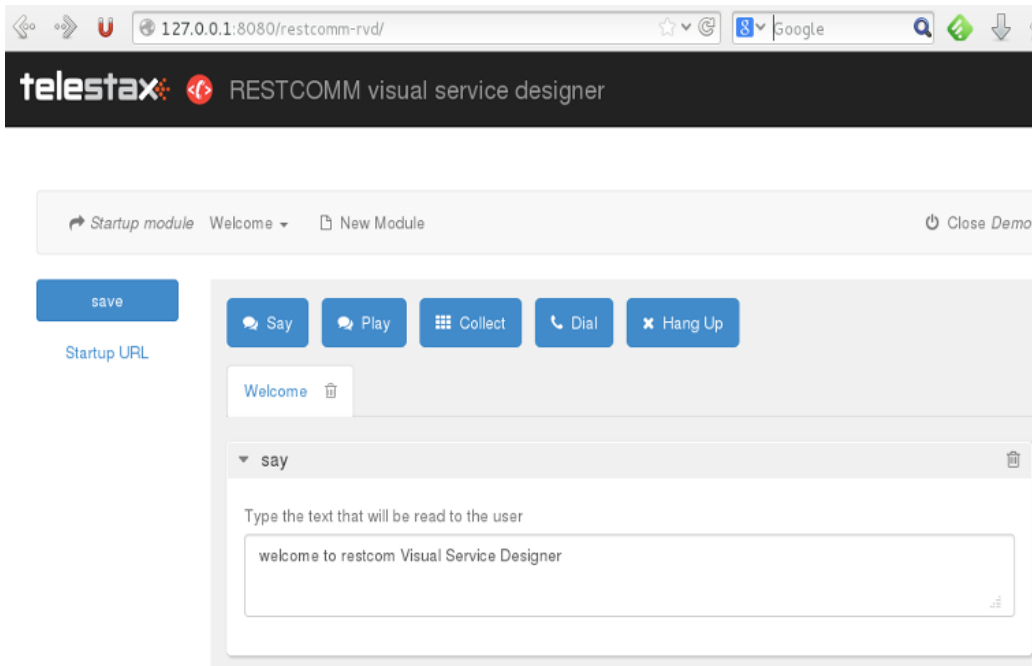 127.0.0.1:8080/restcomm-rvd/ 8 Google
telestax RESTCOMM visual service designer
Startup module Welcome New Module Close Demo
save
Say Play Collect Dial Hang Up
Startup URL
Welcome
say
Type the text that will be read to the user
welcome to restcom Visual Service Designer